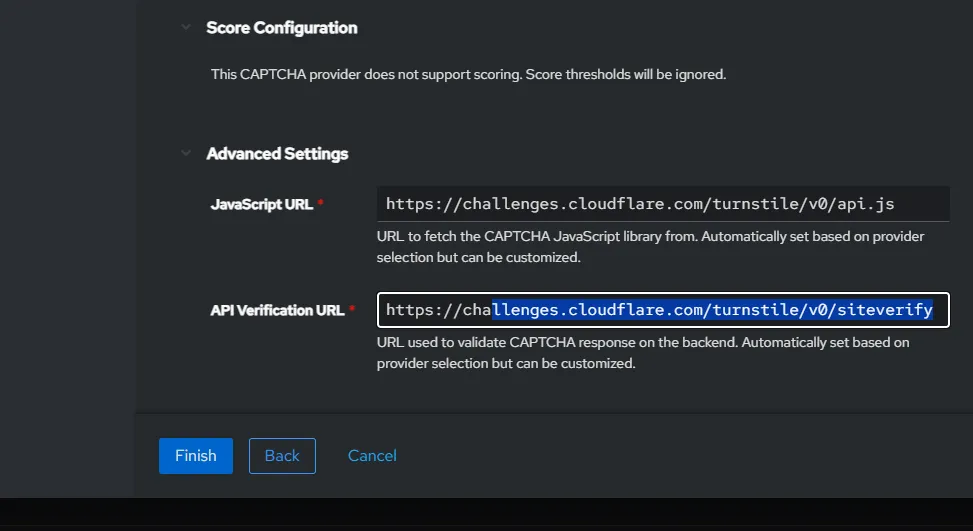 Score Configuration
This CAPTCHA provider does not support scoring. Score thresholds will be ignored.
Advanced Settings
JavaScript URL *
https://challenges.cloudflare.com/turnstile/v0/api.js
URL to fetch the CAPTCHA JavaScript library from. Automatically set based on provider
selection but can be customized.
API Verification URL *
https://challenges.cloudflare.com/turnstile/v0/siteverify
URL used to validate CAPTCHA response on the backend. Automatically set based on
provider selection but can be customized.
Finish Back Cancel